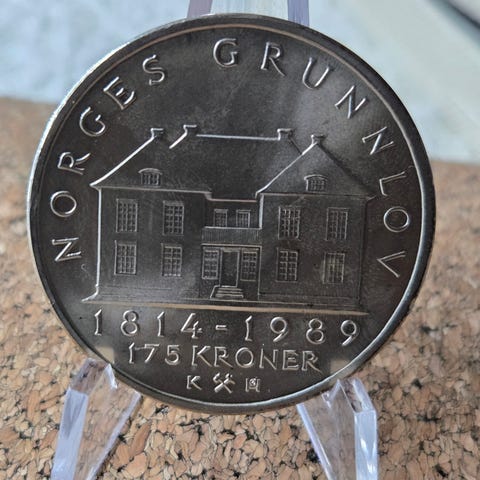 NORGES GRUNNLOV
1814-1989
175 KRONER
K